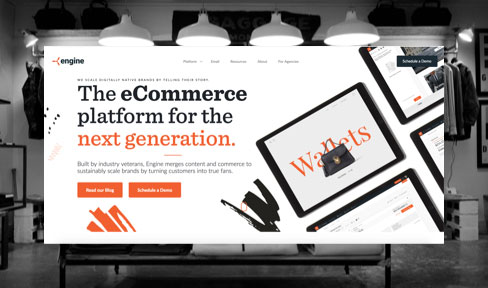 engine
Platform
Email
Resources
About
For Agencies
Schedule a Demo
WE SCALE DIGITALLY NATIVE BRANDS BY TELLING THEIR STORY.
The eCommerce
platform for the
next generation.
Built by industry veterans, Engine merges content and commerce to
sustainably scale brands by turning customers into true fans.
Read our Blog
Schedule a Demo
Wallets